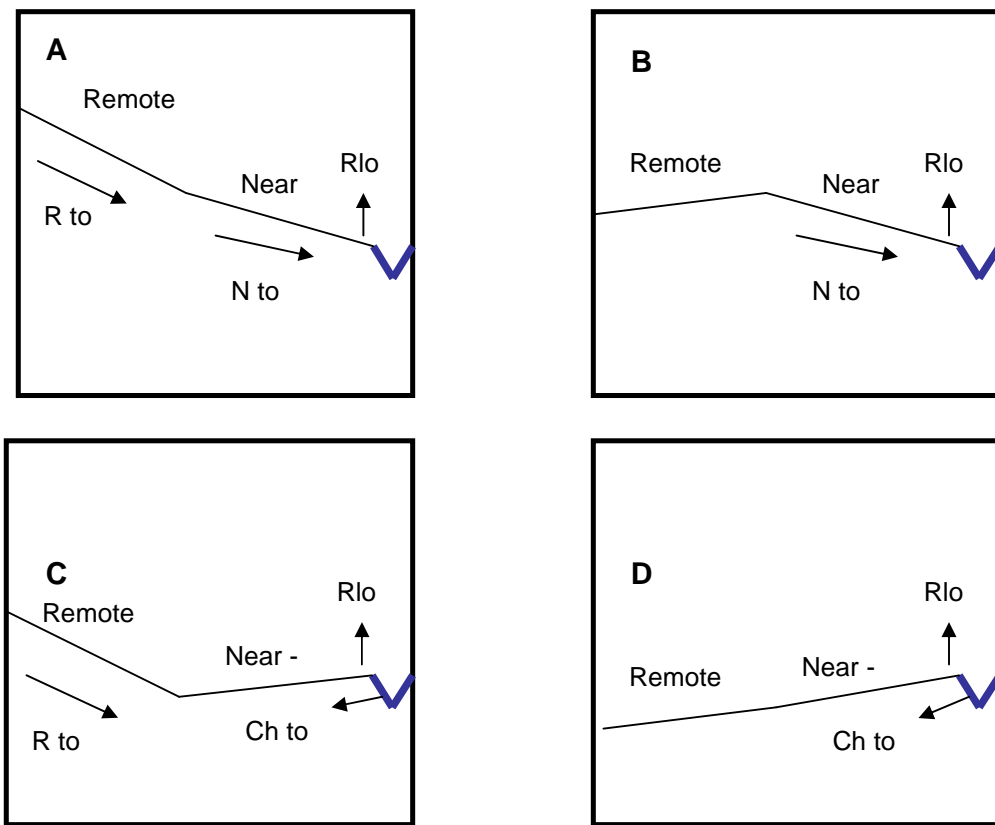 A
Remote
Rlo
Near
R to
N to
B
Remote
Rlo
Near
N to
C
Remote
Rlo
Near -
Ch to
R to
D
Rlo
Near -
Remote
Ch to